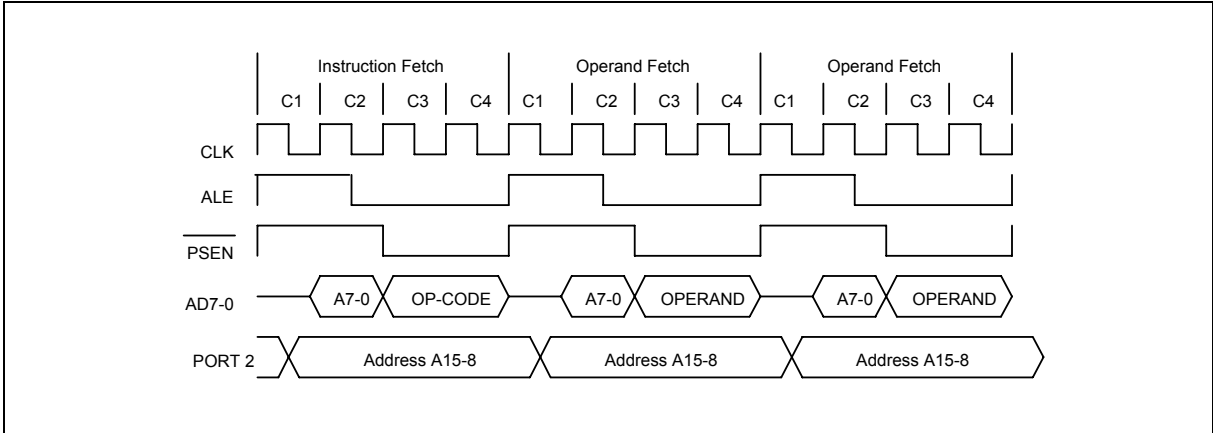 Instruction Fetch Operand Fetch Operand Fetch
C1 C2 C3 C4 C1 C2 C3 C4 C1 C2 C3 C4
CLK
ALE
PSEN
AD7-0 A7-0 OP-CODE A7-0 OPERAND A7-0 OPERAND
PORT 2 Address A15-8 Address A15-8 Address A15-8